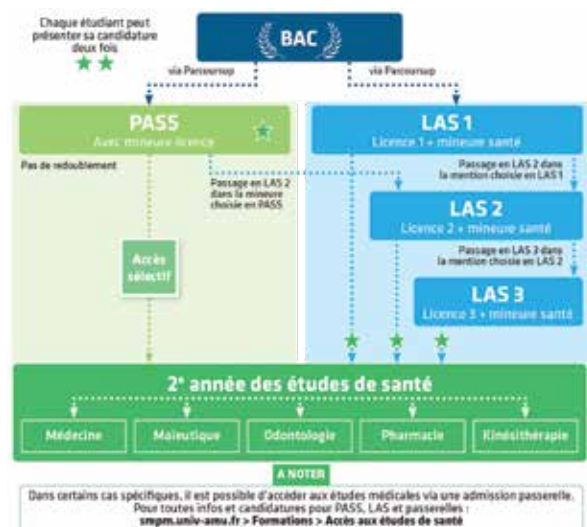 Chaque étudiant peut
présenter sa candidature
deux fois
BAC
via Parcoursup
via Parcoursup
PASS
Avec mineure licence
Pas de redoublement
Passage en LAS 2
dans la mineure
choisie en PASS
Accès
sélectif
LAS 1
Licence 1 + mineure santé
Passage en LAS 2 dans
la mention choisie en LAS 1
LAS 2
Licence 2 + mineure santé
Passage en LAS 3 dans
la mention choisie en LAS 2
LAS 3
Licence 3 + mineure santé
2e année des études de santé
Médecine
Maïeutique
Odontologie
Pharmacie
Kinésithérapie
A NOTER
Dans certains cas spécifiques, il est possible d'accéder aux études médicales via une admission passerelle.
Pour toutes infos et candidatures pour PASS, LAS et passerelles :
smpm.univ-amu.fr > Formations > Accès aux études de santé